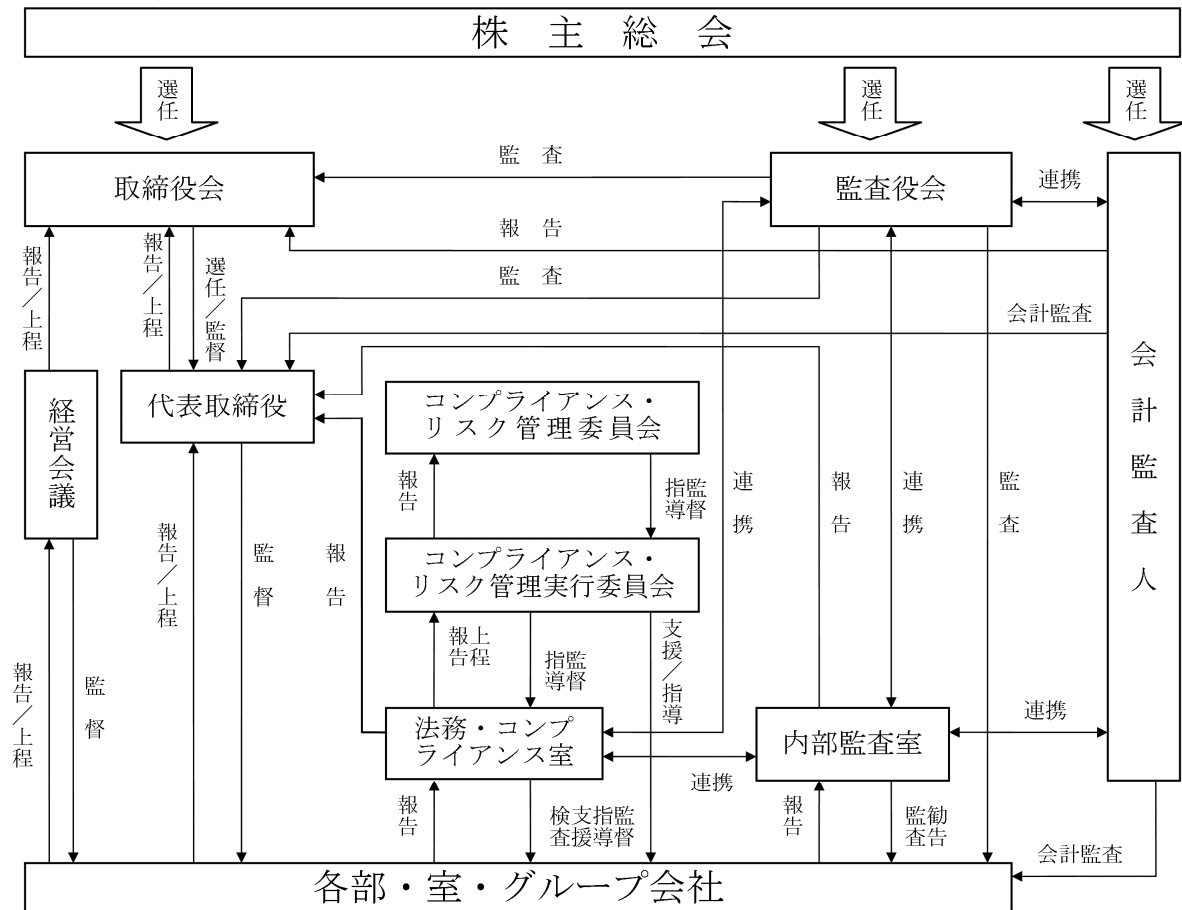 株主総会
選任
選任
選任
取締役会
監査
監査役会
連携
報告
監査
会計監査
報告／上程
報告／上程
選任／監督
経営会議
代表取締役
コンプライアンス・
リスク管理委員会
会計監査人
報告
指導監督
連携
報告
連携
監査
コンプライアンス・
リスク管理実行委員会
報告／上程
監督
報告
報告上程
指導監督
支援／指導
報告／上程
監督
法務・コンプ
ライアンス室
連携
内部監査室
連携
報告
検査支援指導監督
報告
監査勧告
会計監査
各部・室・グループ会社